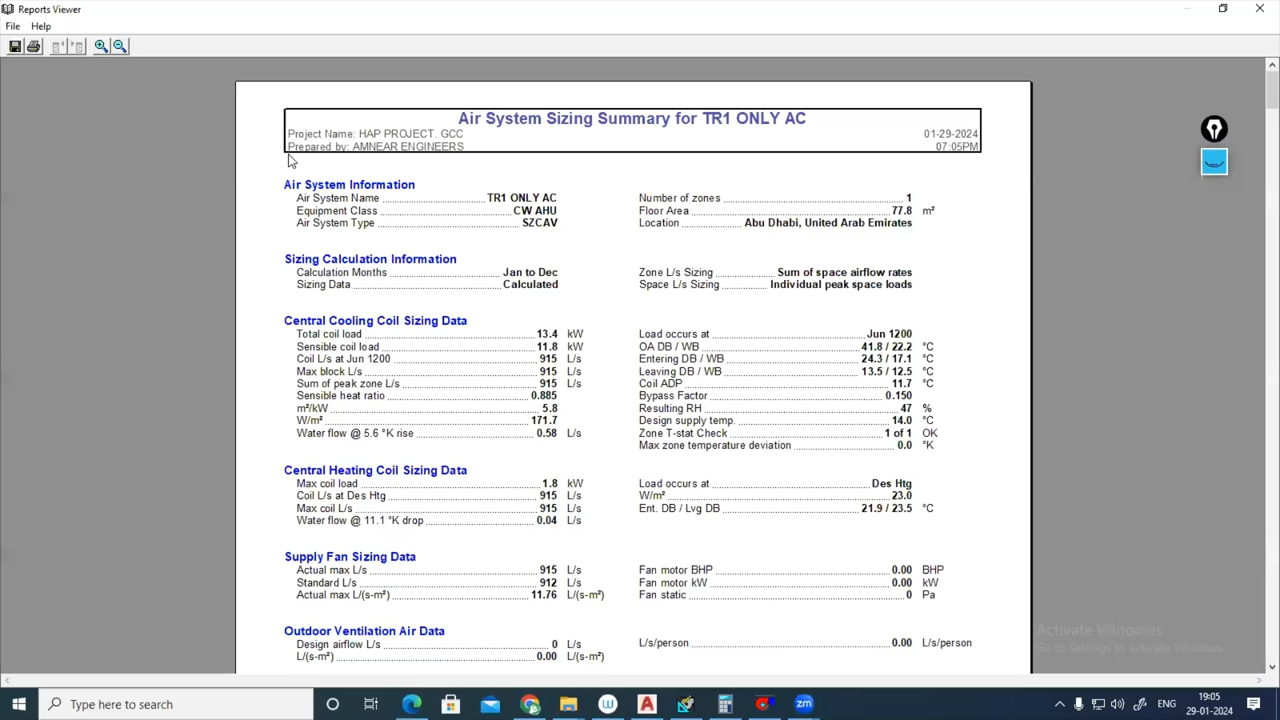 Reports Viewer
File Help
Air System Sizing Summary for TR1 ONLY AC
Project Name: HAP PROJECT. GCC 01-29-2024
Prepared by: AMNEAR ENGINEERS 07:05PM
Air System Information
Air System Name TR1 ONLY AC Number of zones 1
Equipment Class CW AHU Floor Area 77.8 m²
Air System Type SZCAV Location Abu Dhabi, United Arab Emirates
Sizing Calculation Information
Calculation Months Jan to Dec Zone L/s Sizing Sum of space airflow rates
Sizing Data Calculated Space L/s Sizing Individual peak space loads
Central Cooling Coil Sizing Data
Total coil load 13.4 kW Load occurs at Jun 1200
Sensible coil load 11.8 kW OA DB / WB 41.8 / 22.2 °C
Coil L/s at Jun 1200 915 L/s Entering DB / WB 24.3 / 17.1 °C
Max block L/s 915 L/s Leaving DB / WB 13.5 / 12.5 °C
Sum of peak zone L/s 915 L/s Coil ADP 11.7 °C
Sensible heat ratio 0.885 Bypass Factor 0.150
m²/kW 5.8 Resulting RH 47 %
W/m² 171.7 Design supply temp. 14.0 °C
Water flow @ 5.6 °K rise 0.58 L/s Zone T-stat Check 1 of 1 OK
Max zone temperature deviation 0.0 °K
Central Heating Coil Sizing Data
Max coil load 1.8 kW Load occurs at Des Htg
Coil L/s at Des Htg 915 L/s W/m² 23.0
Max coil L/s 915 L/s Ent. DB / Lvg DB 21.9 / 23.5 °C
Water flow @ 11.1 °K drop 0.04 L/s
Supply Fan Sizing Data
Actual max L/s 915 L/s Fan motor BHP 0.00 BHP
Standard L/s 912 L/s Fan motor kW 0.00 kW
Actual max L/(s-m²) 11.76 L/(s-m²) Fan static 0 Pa
Outdoor Ventilation Air Data
Design airflow L/s 0 L/s L/s/person 0.00 L/s/person
L/(s-m²) 0.00 L/(s-m²)
Activate Windows
Go to Settings to activate Windows.
Type here to search W zm ENG 19:05
29-01-2024